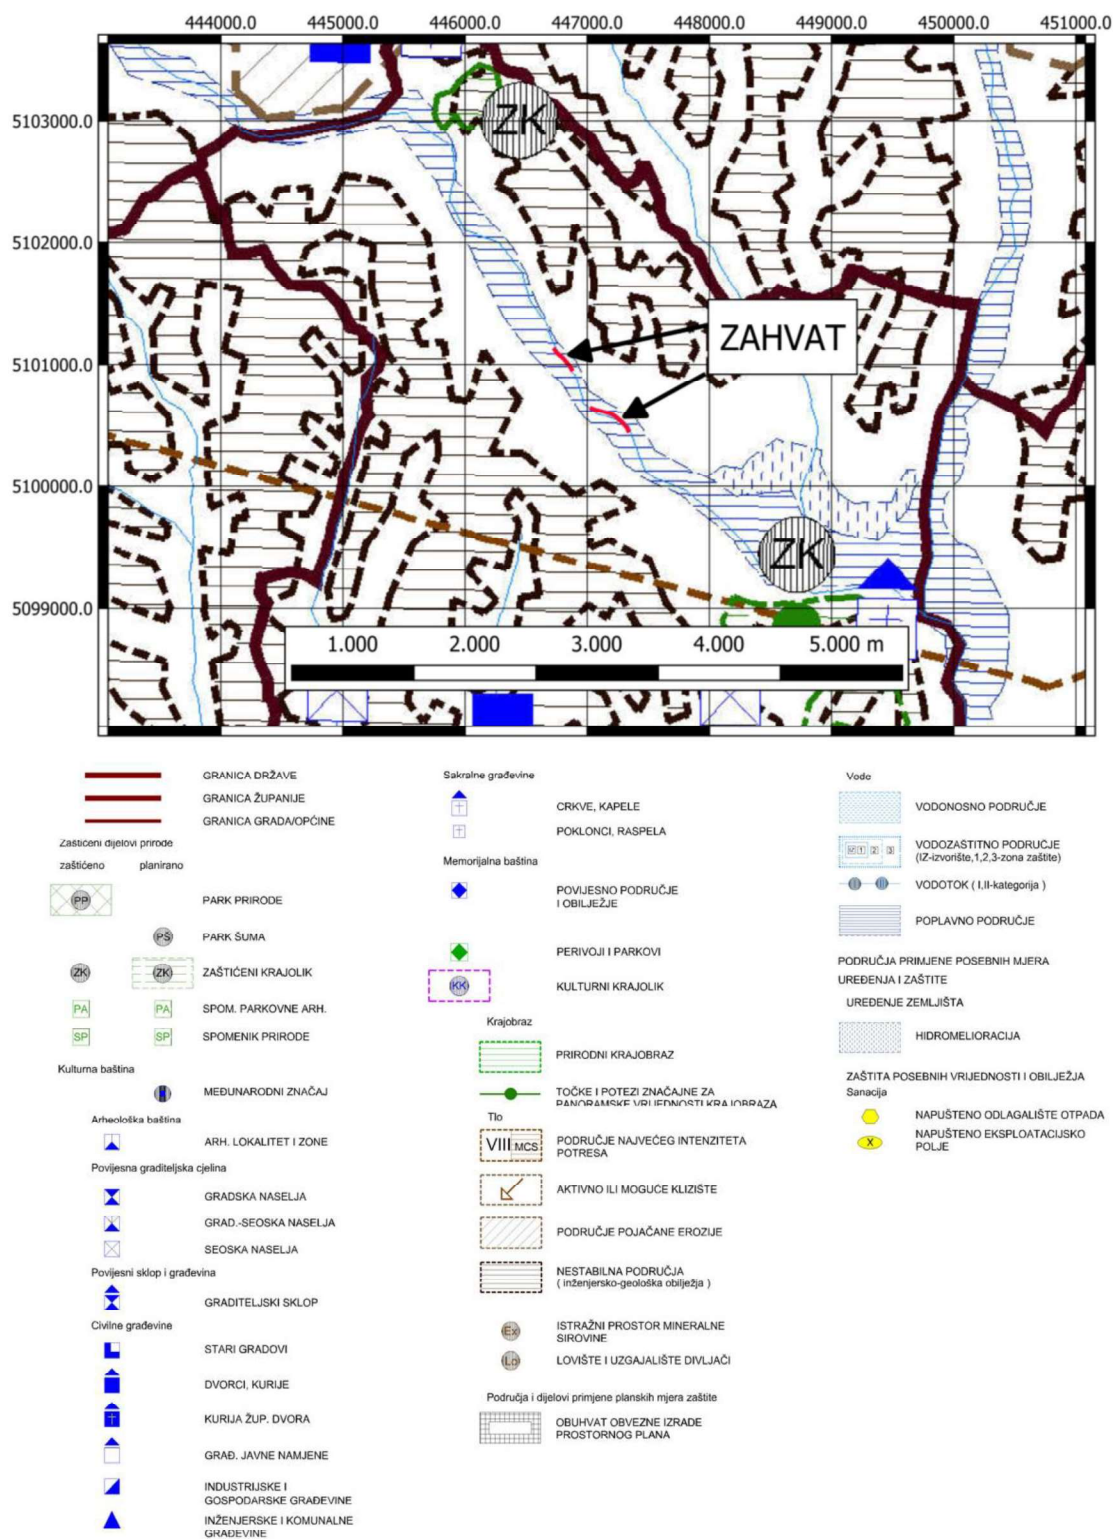 444000.0 445000.0 446000.0 447000.0 448000.0 449000.0 450000.0 451000.0
5103000.0
5102000.0
5101000.0
5100000.0
5099000.0
ZK
ZAHVAT
ZK
1.000 2.000 3.000 4.000 5.000 m
GRANICA DRŽAVE
GRANICA ŽUPANIJE
GRANICA GRADA/OPĆINE
Zaštićeni dijelovi prirode
zaštićeno planirano
PP PARK PRIRODE
PŠ PARK ŠUMA
ZK ZK ZAŠTIĆENI KRAJOLIK
PA PA SPOM. PARKOVNE ARH.
SP SP SPOMENIK PRIRODE
Kulturna baština
MEĐUNARODNI ZNAČAJ
Arheološka baština
ARH. LOKALITET I ZONE
Povijesna graditeljska cjelina
GRADSKA NASELJA
GRAD.-SEOSKA NASELJA
SEOSKA NASELJA
Povijesni sklop i građevina
GRADITELJSKI SKLOP
Civilne građevine
STARI GRADOVI
DVORCI, KURIJE
KURIJA ŽUP. DVORA
GRAĐ. JAVNE NAMJENE
INDUSTRIJSKE I
GOSPODARSKE GRAĐEVINE
INŽENJERSKE I KOMUNALNE
GRAĐEVINE
Sakralne građevine
CRKVE, KAPELE
POKLONCI, RASPELA
Memorijalna baština
POVIJESNO PODRUČJE
I OBILJEŽJE
PERIVOJI I PARKOVI
KK KULTURNI KRAJOLIK
Krajobraz
PRIRODNI KRAJOBRAZ
TOČKE I POTEZI ZNAČAJNE ZA
PANORAMSKE VRIJEDNOSTI KRAJOBRAZA
Tlo
VIII MCS PODRUČJE NAJVEĆEG INTENZITETA
POTRESA
AKTIVNO ILI MOGUĆE KLIZIŠTE
PODRUČJE POJAČANE EROZIJE
NESTABILNA PODRUČJA
( inženjersko-geološka obilježja )
Ex ISTRAŽNI PROSTOR MINERALNE
SIROVINE
Lo LOVIŠTE I UZGAJALIŠTE DIVLJAČI
Područja i dijelovi primjene planskih mjera zaštite
OBUHVAT OBVEZNE IZRADE
PROSTORNOG PLANA
Vode
VODONOSNO PODRUČJE
1 2 3 VODOZAŠTITNO PODRUČJE
(IZ-izvorište,1,2,3-zona zaštite)
VODOTOK ( I,II-kategorija )
POPLAVNO PODRUČJE
PODRUČJA PRIMJENE POSEBNIH MJERA
UREĐENJA I ZAŠTITE
UREĐENJE ZEMLJIŠTA
HIDROMELIORACIJA
ZAŠTITA POSEBNIH VRIJEDNOSTI I OBILJEŽJA
Sanacija
NAPUŠTENO ODLAGALIŠTE OTPADA
X NAPUŠTENO EKSPLOATACIJSKO
POLJE